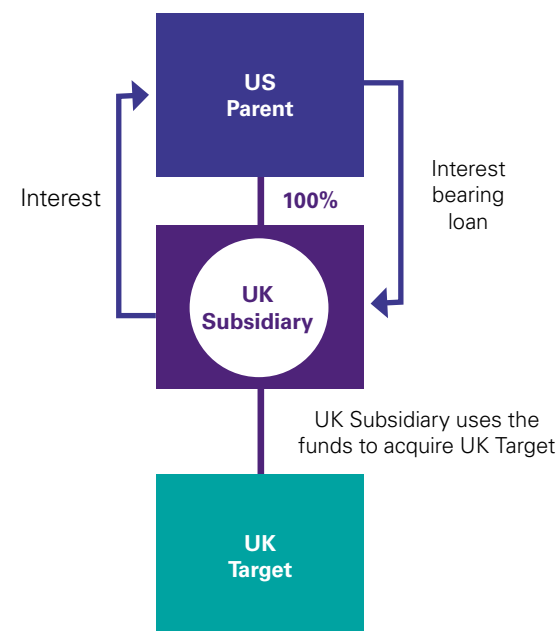 US
Parent
Interest
100%
Interest
bearing
loan
UK
Subsidiary
UK Subsidiary uses the
funds to acquire UK Target
UK
Target